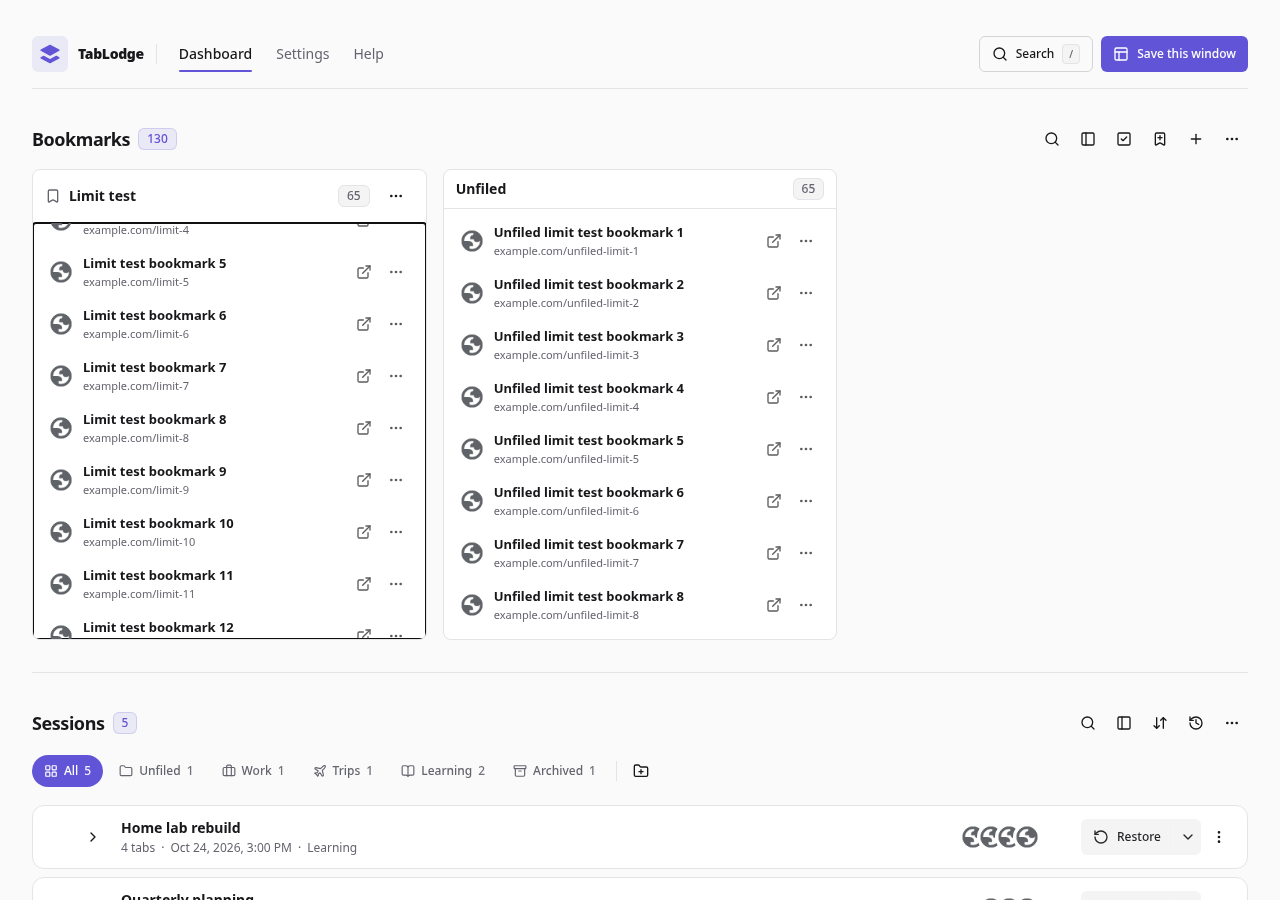 TabLodge
Dashboard
Settings
Help
Search
/
Save this window
Bookmarks
130
Limit test
65
example.com/limit-4
Limit test bookmark 5
example.com/limit-5
Limit test bookmark 6
example.com/limit-6
Limit test bookmark 7
example.com/limit-7
Limit test bookmark 8
example.com/limit-8
Limit test bookmark 9
example.com/limit-9
Limit test bookmark 10
example.com/limit-10
Limit test bookmark 11
example.com/limit-11
Limit test bookmark 12
Unfiled
65
Unfiled limit test bookmark 1
example.com/unfiled-limit-1
Unfiled limit test bookmark 2
example.com/unfiled-limit-2
Unfiled limit test bookmark 3
example.com/unfiled-limit-3
Unfiled limit test bookmark 4
example.com/unfiled-limit-4
Unfiled limit test bookmark 5
example.com/unfiled-limit-5
Unfiled limit test bookmark 6
example.com/unfiled-limit-6
Unfiled limit test bookmark 7
example.com/unfiled-limit-7
Unfiled limit test bookmark 8
example.com/unfiled-limit-8
Sessions
5
All 5
Unfiled 1
Work 1
Trips 1
Learning 2
Archived 1
Home lab rebuild
4 tabs · Oct 24, 2026, 3:00 PM · Learning
Restore
Quarterly planning